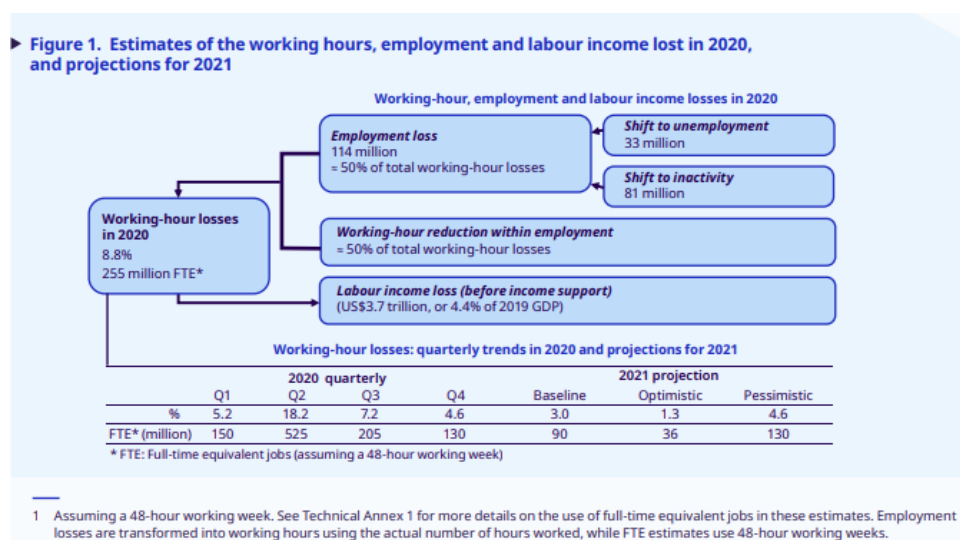 Figure 1. Estimates of the working hours, employment and labour income lost in 2020,
and projections for 2021
Working-hour, employment and labour income losses in 2020
Employment loss
114 million
≈ 50% of total working-hour losses
Shift to unemployment
33 million
Shift to inactivity
81 million
Working-hour losses
in 2020
8.8%
255 million FTE*
Working-hour reduction within employment
≈ 50% of total working-hour losses
Labour income loss (before income support)
(US$3.7 trillion, or 4.4% of 2019 GDP)
Working-hour losses: quarterly trends in 2020 and projections for 2021
2020 quarterly 2021 projection
Q1 Q2 Q3 Q4 Baseline Optimistic Pessimistic
% 5.2 18.2 7.2 4.6 3.0 1.3 4.6
FTE* (million) 150 525 205 130 90 36 130
* FTE: Full-time equivalent jobs (assuming a 48-hour working week)
1 Assuming a 48-hour working week. See Technical Annex 1 for more details on the use of full-time equivalent jobs in these estimates. Employment
losses are transformed into working hours using the actual number of hours worked, while FTE estimates use 48-hour working weeks.